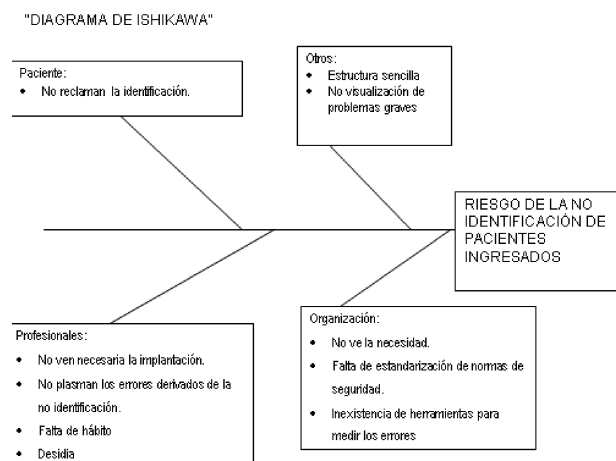 "DIAGRAMA DE ISHIKAWA"
Paciente:
• No reclaman la identificación.
Otros:
• Estructura sencilla
• No visualización de
problemas graves
RIESGO DE LA NO
IDENTIFICACIÓN DE
PACIENTES
INGRESADOS
Profesionales:
• No ven necesaria la implantación.
• No plasman los errores derivados de la
no identificación.
• Falta de hábito
• Desidia
Organización:
• No ve la necesidad.
• Falta de estandarización de normas de
seguridad.
• Inexistencia de herramientas para
medir los errores